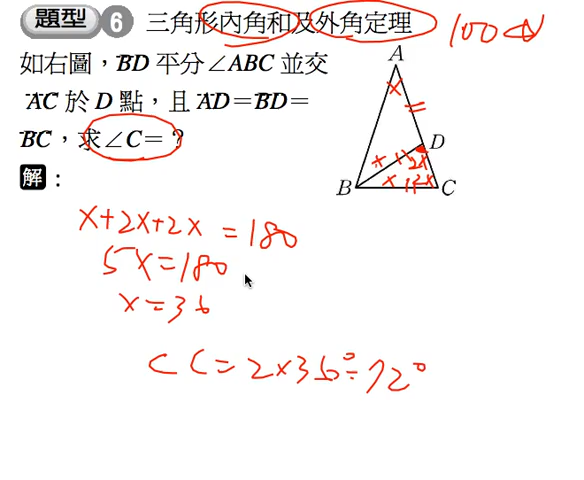 題型 6 三角形內角和及外角定理
如右圖，BD 平分∠ABC 並交
AC 於 D 點，且 AD＝BD＝
BC，求∠C＝？
解：
A
x
D
x x 2x
x 2x
B C
x+2x+2x = 180
5x=180
x=36
∠C=2×36°=72°